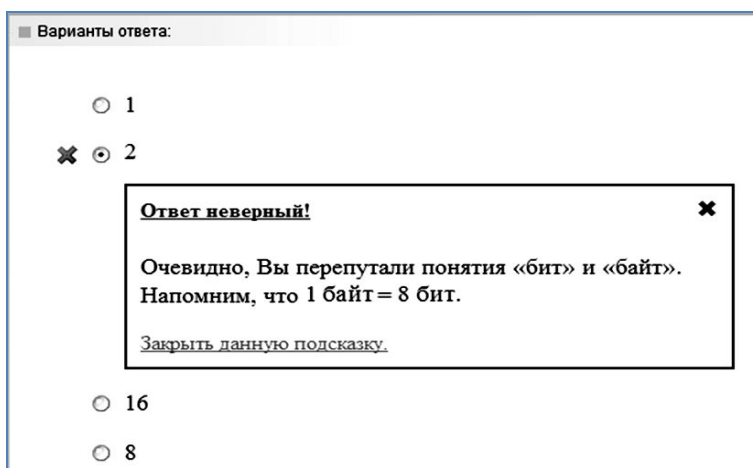 Варианты ответа:
1
2
Ответ неверный!
Очевидно, Вы перепутали понятия «бит» и «байт».
Напомним, что 1 байт = 8 бит.
Закрыть данную подсказку.
16
8